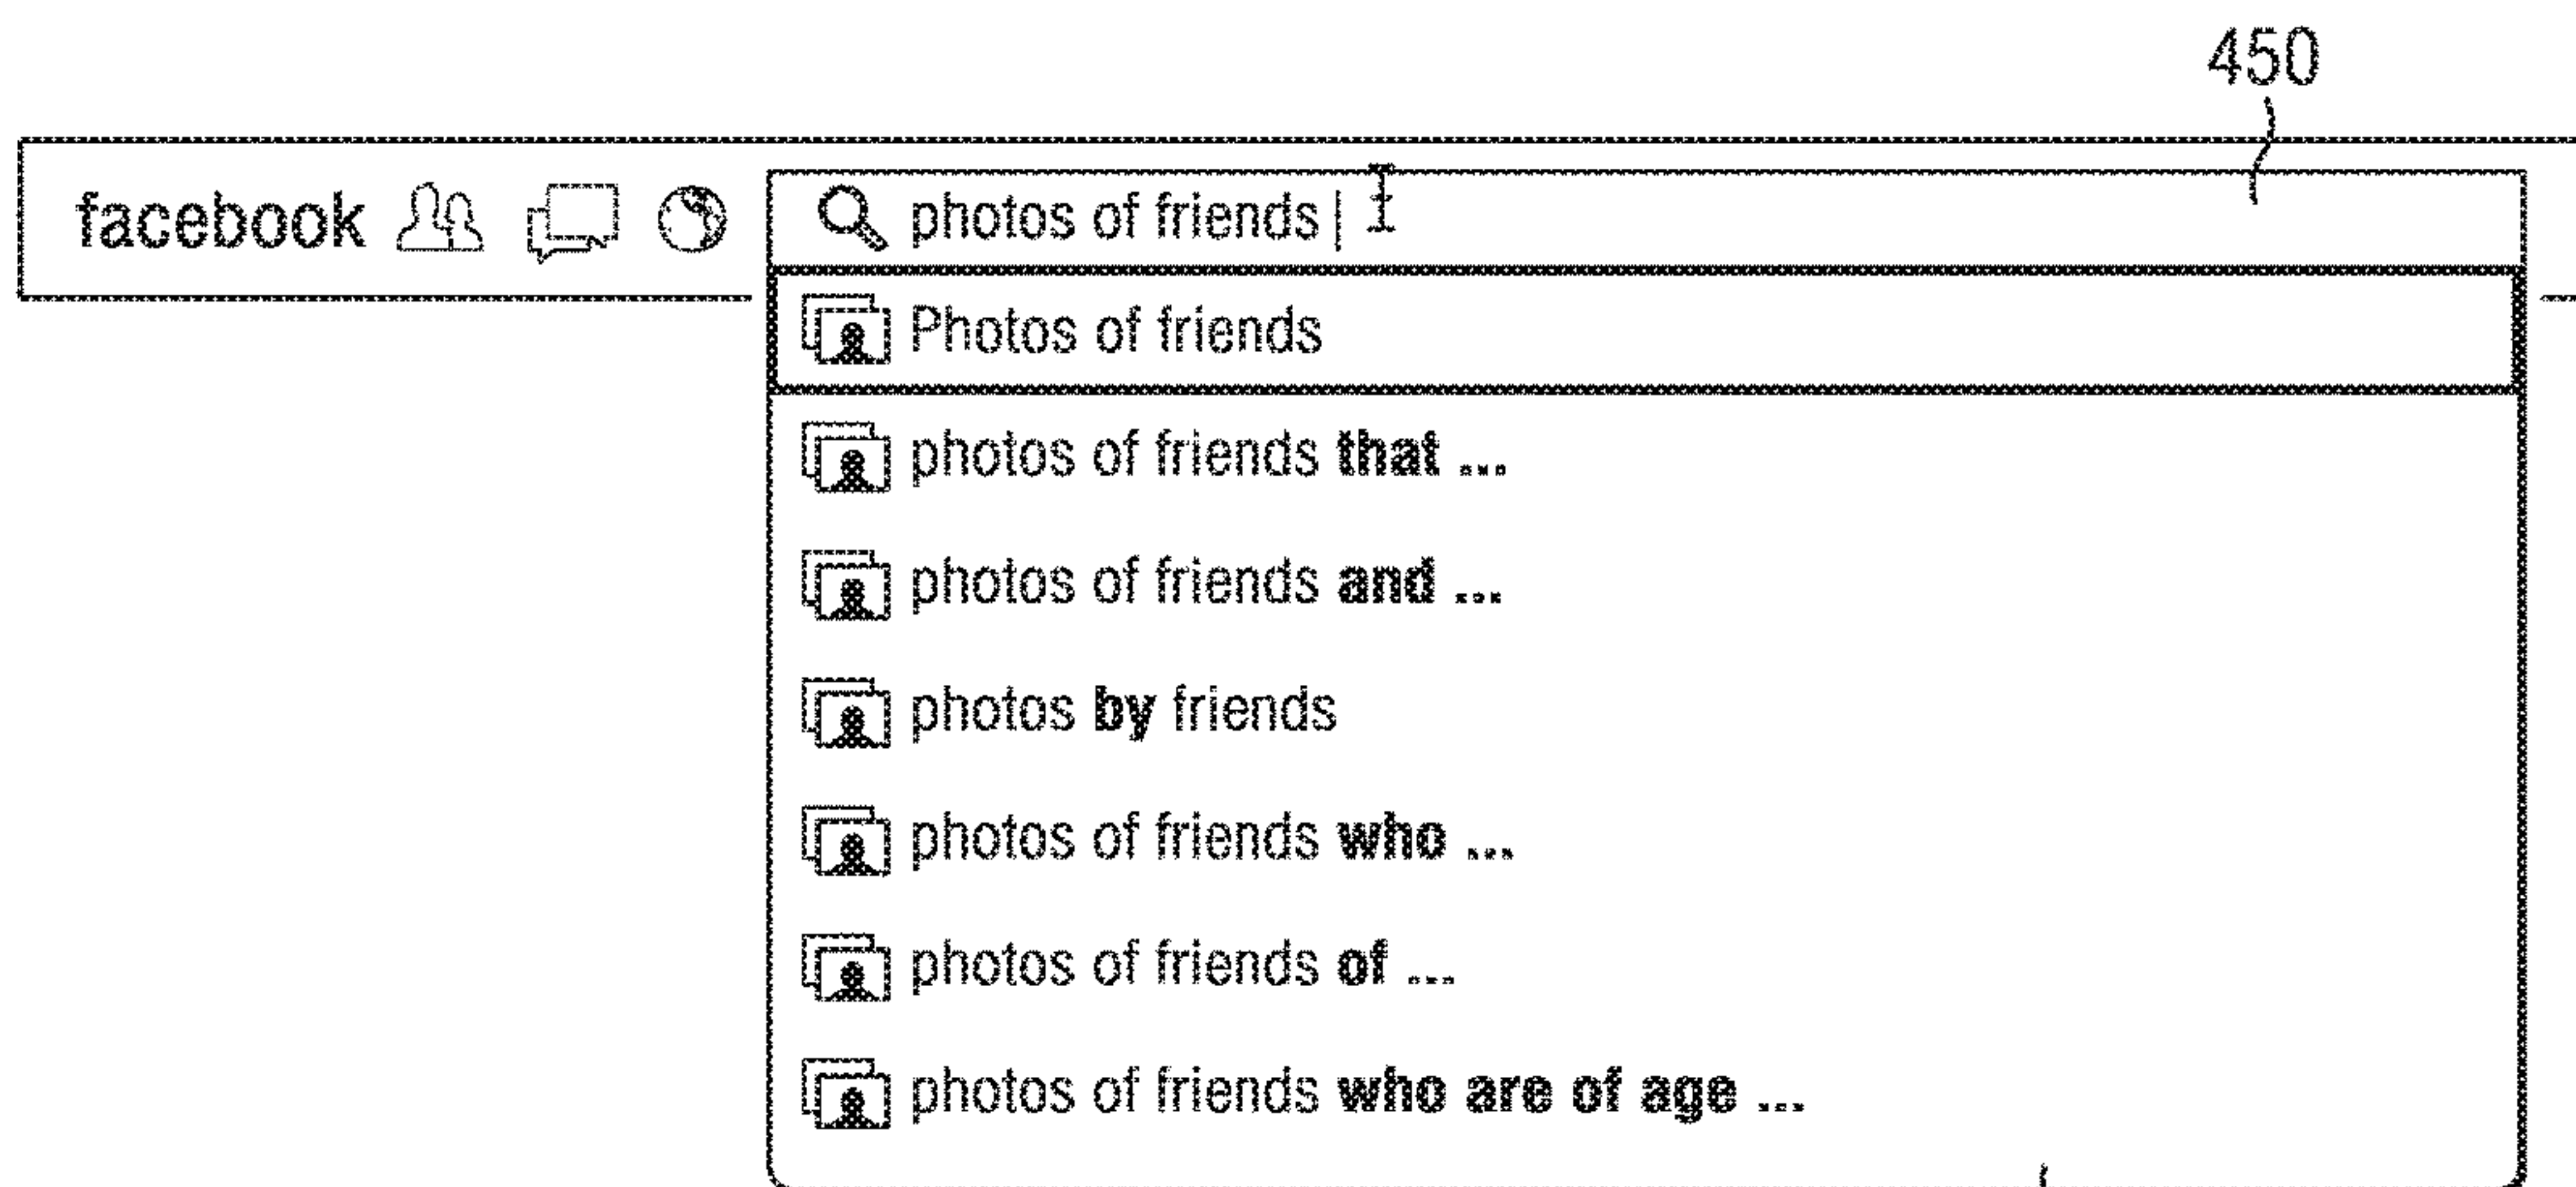 450
facebook photos of friends
Photos of friends
photos of friends that ...
photos of friends and ...
photos by friends
photos of friends who ...
photos of friends of ...
photos of friends who are of age ...